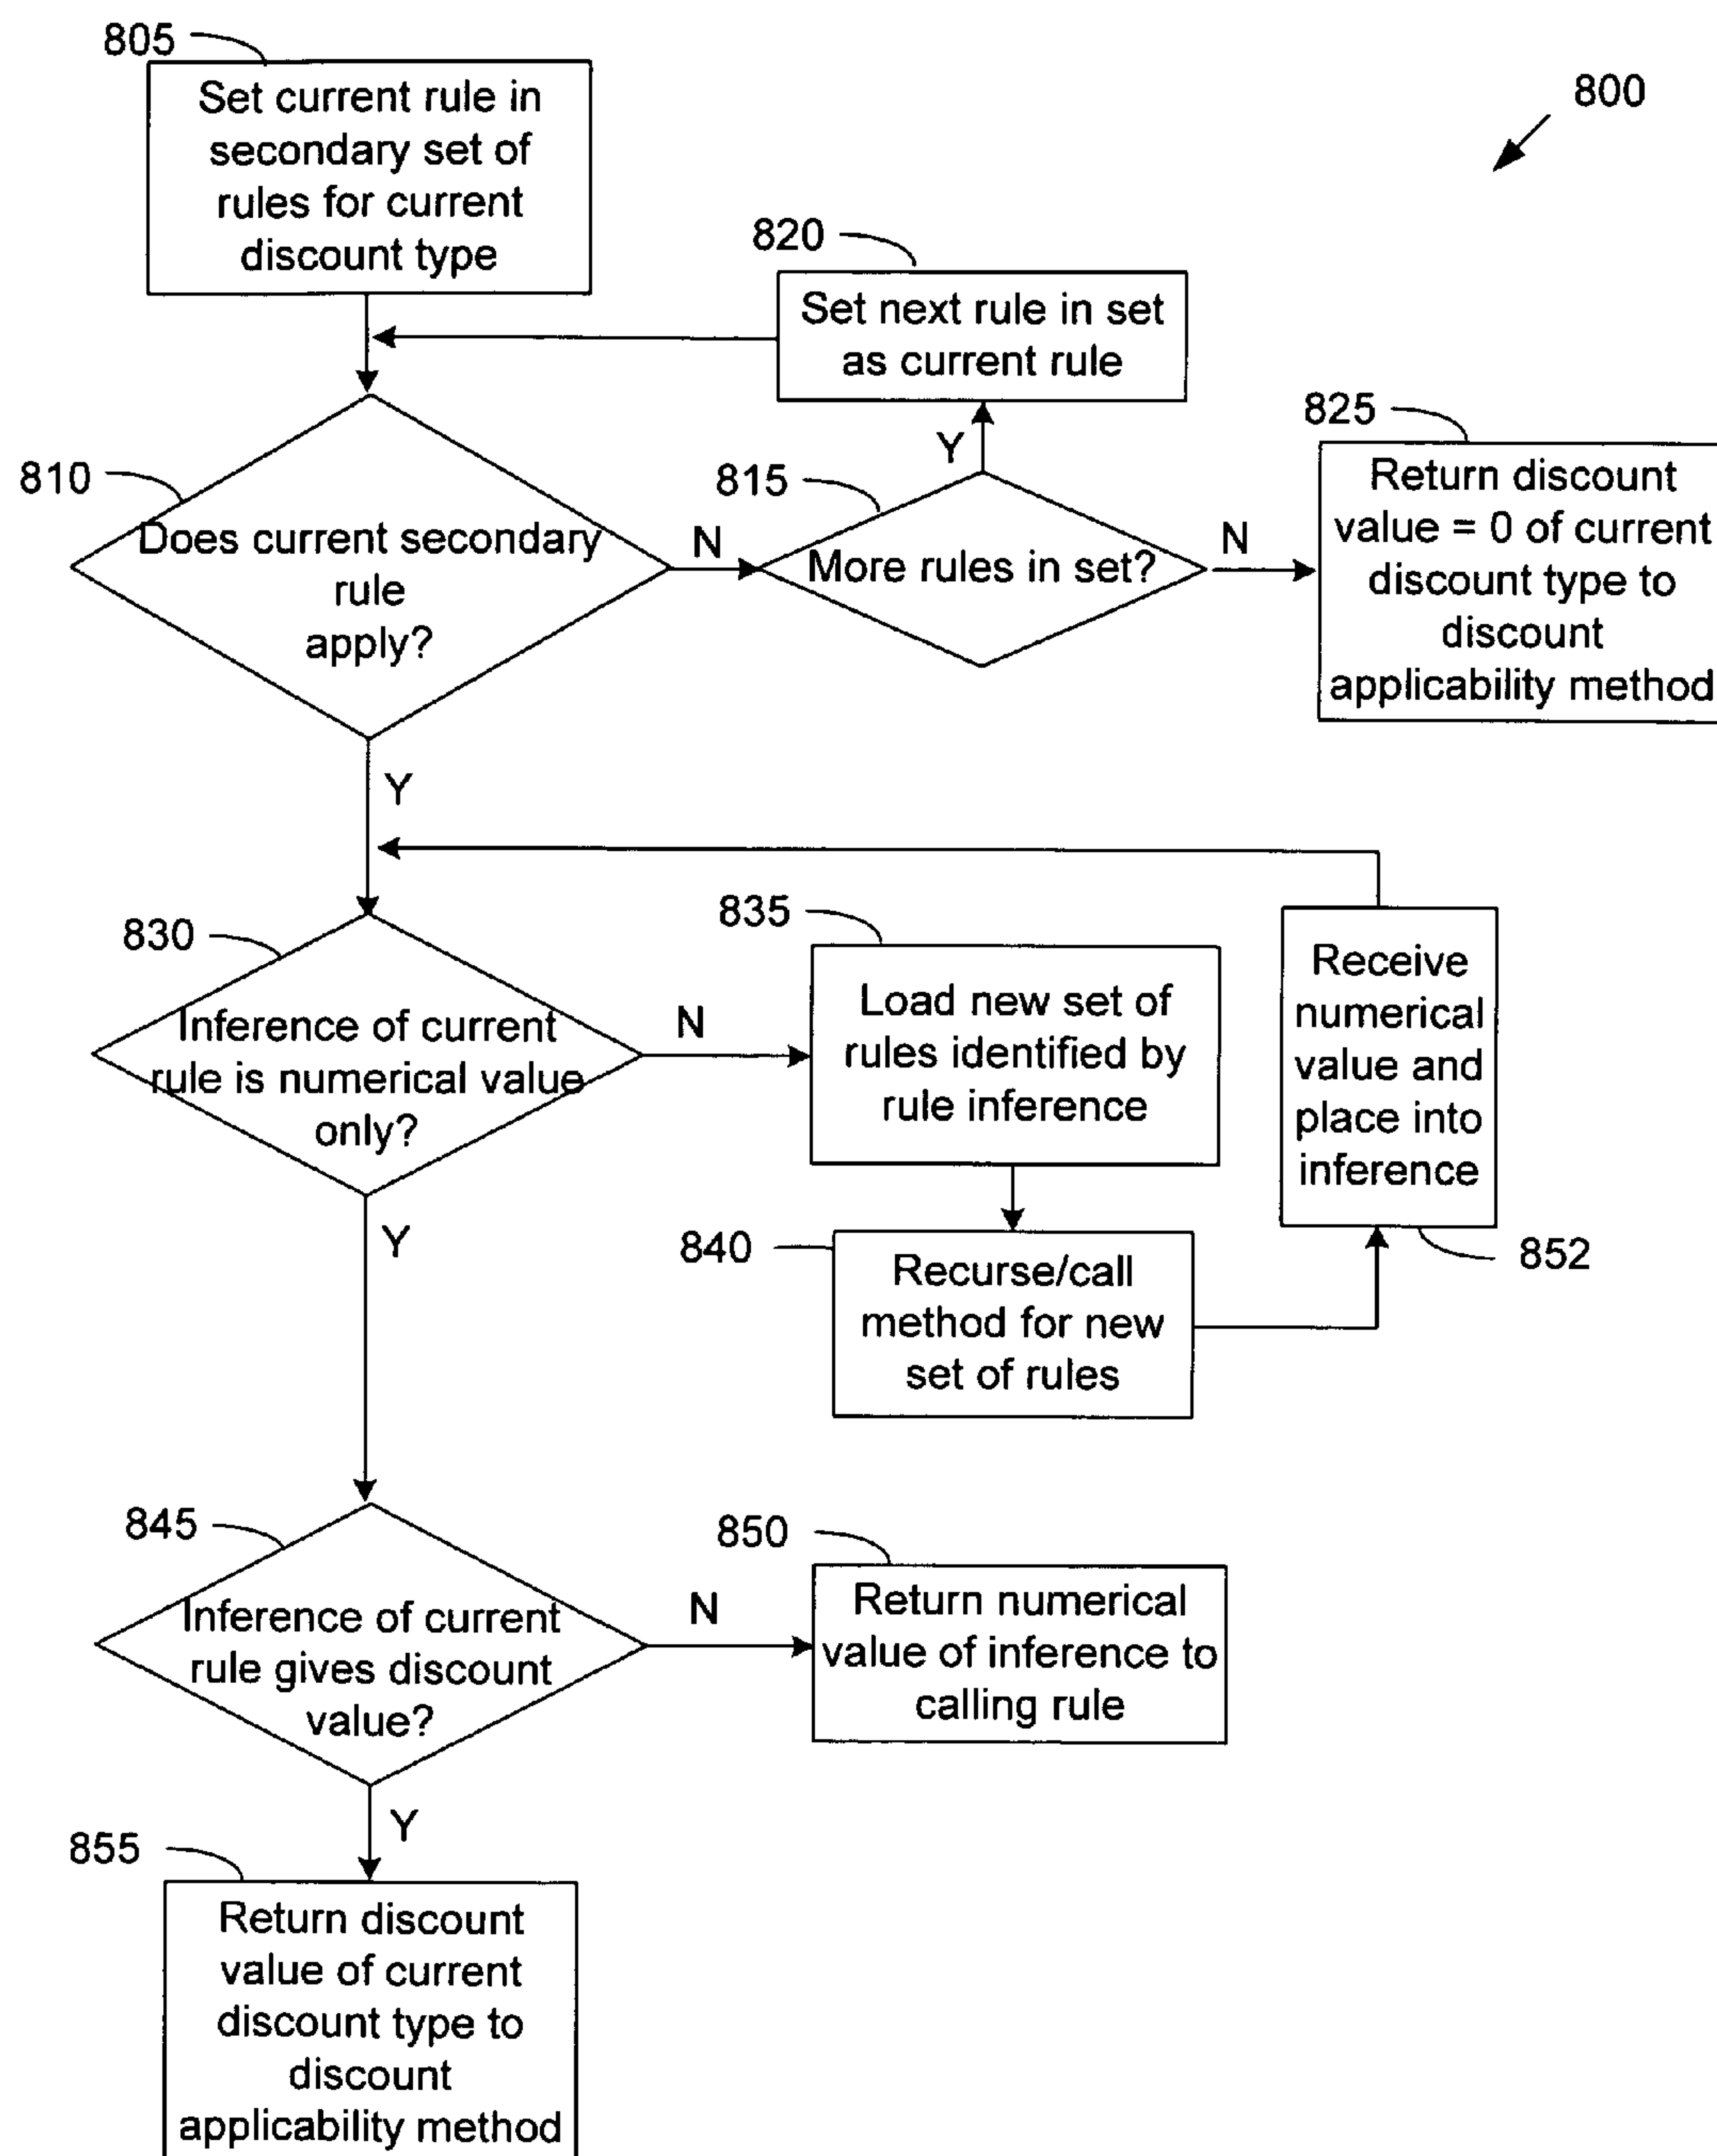 805
Set current rule in
secondary set of
rules for current
discount type
800
820
Set next rule in set
as current rule
825
Return discount
value = 0 of current
discount type to
discount
applicability method
810
Does current secondary
rule
apply?
N
815
More rules in set?
Y
N
Y
830
Inference of current
rule is numerical value
only?
N
835
Load new set of
rules identified by
rule inference
Receive
numerical
value and
place into
inference
852
840
Recurse/call
method for new
set of rules
Y
845
Inference of current
rule gives discount
value?
N
850
Return numerical
value of inference to
calling rule
Y
855
Return discount
value of current
discount type to
discount
applicability method